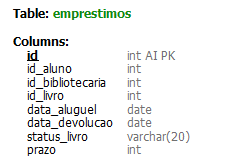 Table: emprestimos
Columns:
id int AI PK
id_aluno int
id_bibliotecaria int
id_livro int
data_aluguel date
data_devolucao date
status_livro varchar(20)
prazo int